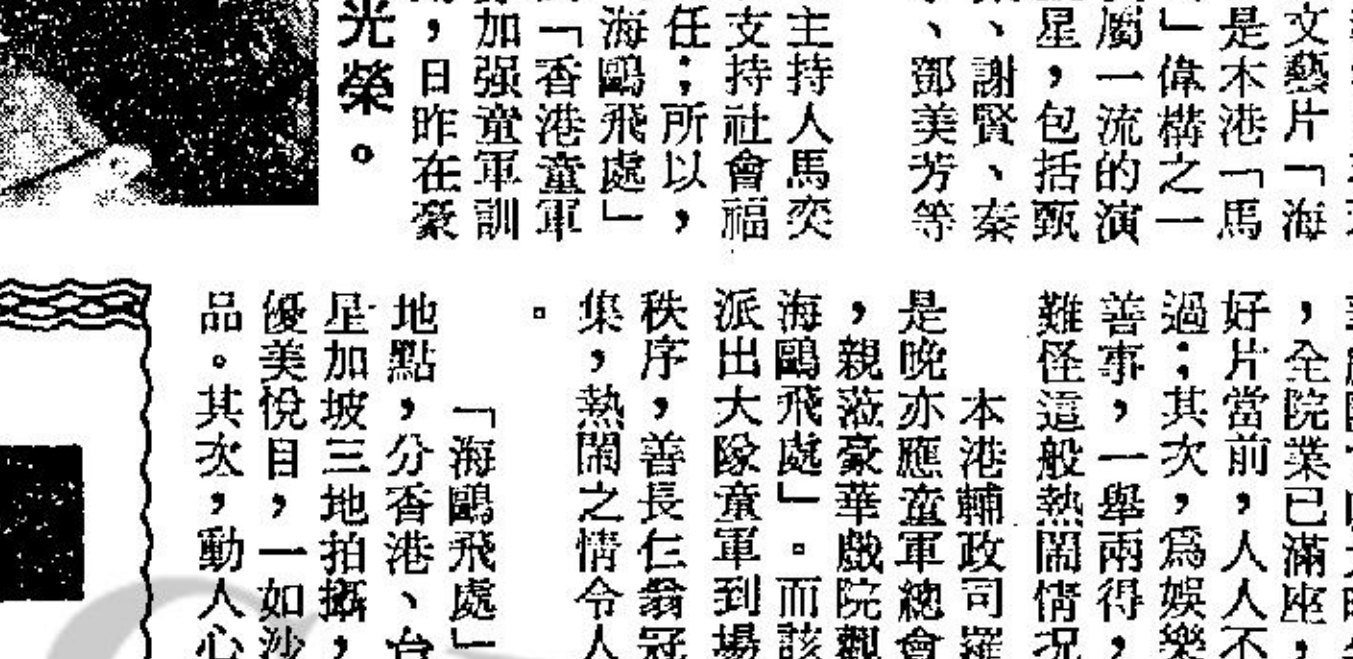 文藝片「海
是木港「馬
」偉構之一
屬一流的演
星，包括甄
、謝賢、秦
、鄧美芳等
主持人馬奕
支持社會福
任；所以，
海鷗飛處」
「香港童軍
加强童軍訓
，日昨在豪
光榮。
，全院業已滿座，
好片當前，人人不
過；其次，爲娛樂
善事，一舉兩得，
難怪這般熱鬧情況
本港輔政司羅
是晚亦應童軍總會
，親蒞豪華戲院觀
海鷗飛處」。而該
派出大隊童軍到場
秩序，善長仁翁冠
集，熱鬧之情令人
。
「海鷗飛處」
地點，分香港、台
星加坡三地拍攝，
優美悅目，一如沙
品。其次，動人心